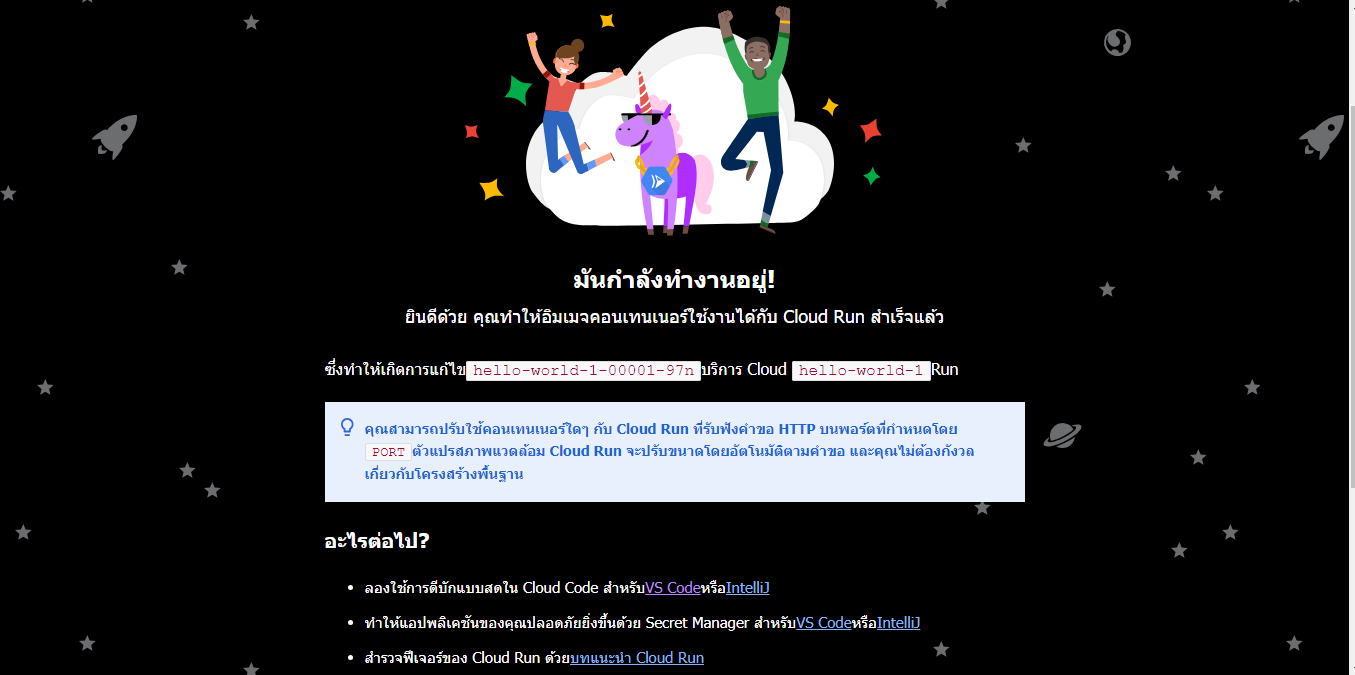 มันกำลังทำงานอยู่!
ยินดีด้วย คุณทำให้อิมเมจคอนเทนเนอร์ใช้งานได้กับ Cloud Run สำเร็จแล้ว
ซึ่งทำให้เกิดการแก้ไข hello-world-1-00001-97n บริการ Cloud hello-world-1 Run
คุณสามารถปรับใช้คอนเทนเนอร์ใดๆ กับ Cloud Run ที่รับฟังคำขอ HTTP บนพอร์ตที่กำหนดโดย
PORT ตัวแปรสภาพแวดล้อม Cloud Run จะปรับขนาดโดยอัตโนมัติตามคำขอ และคุณไม่ต้องกังวล
เกี่ยวกับโครงสร้างพื้นฐาน
อะไรต่อไป?
• ลองใช้การดีบักแบบสดใน Cloud Code สำหรับVS CodeหรือIntelliJ
• ทำให้แอปพลิเคชันของคุณปลอดภัยยิ่งขึ้นด้วย Secret Manager สำหรับVS CodeหรือIntelliJ
• สำรวจฟีเจอร์ของ Cloud Run ด้วยบทแนะนำ Cloud Run